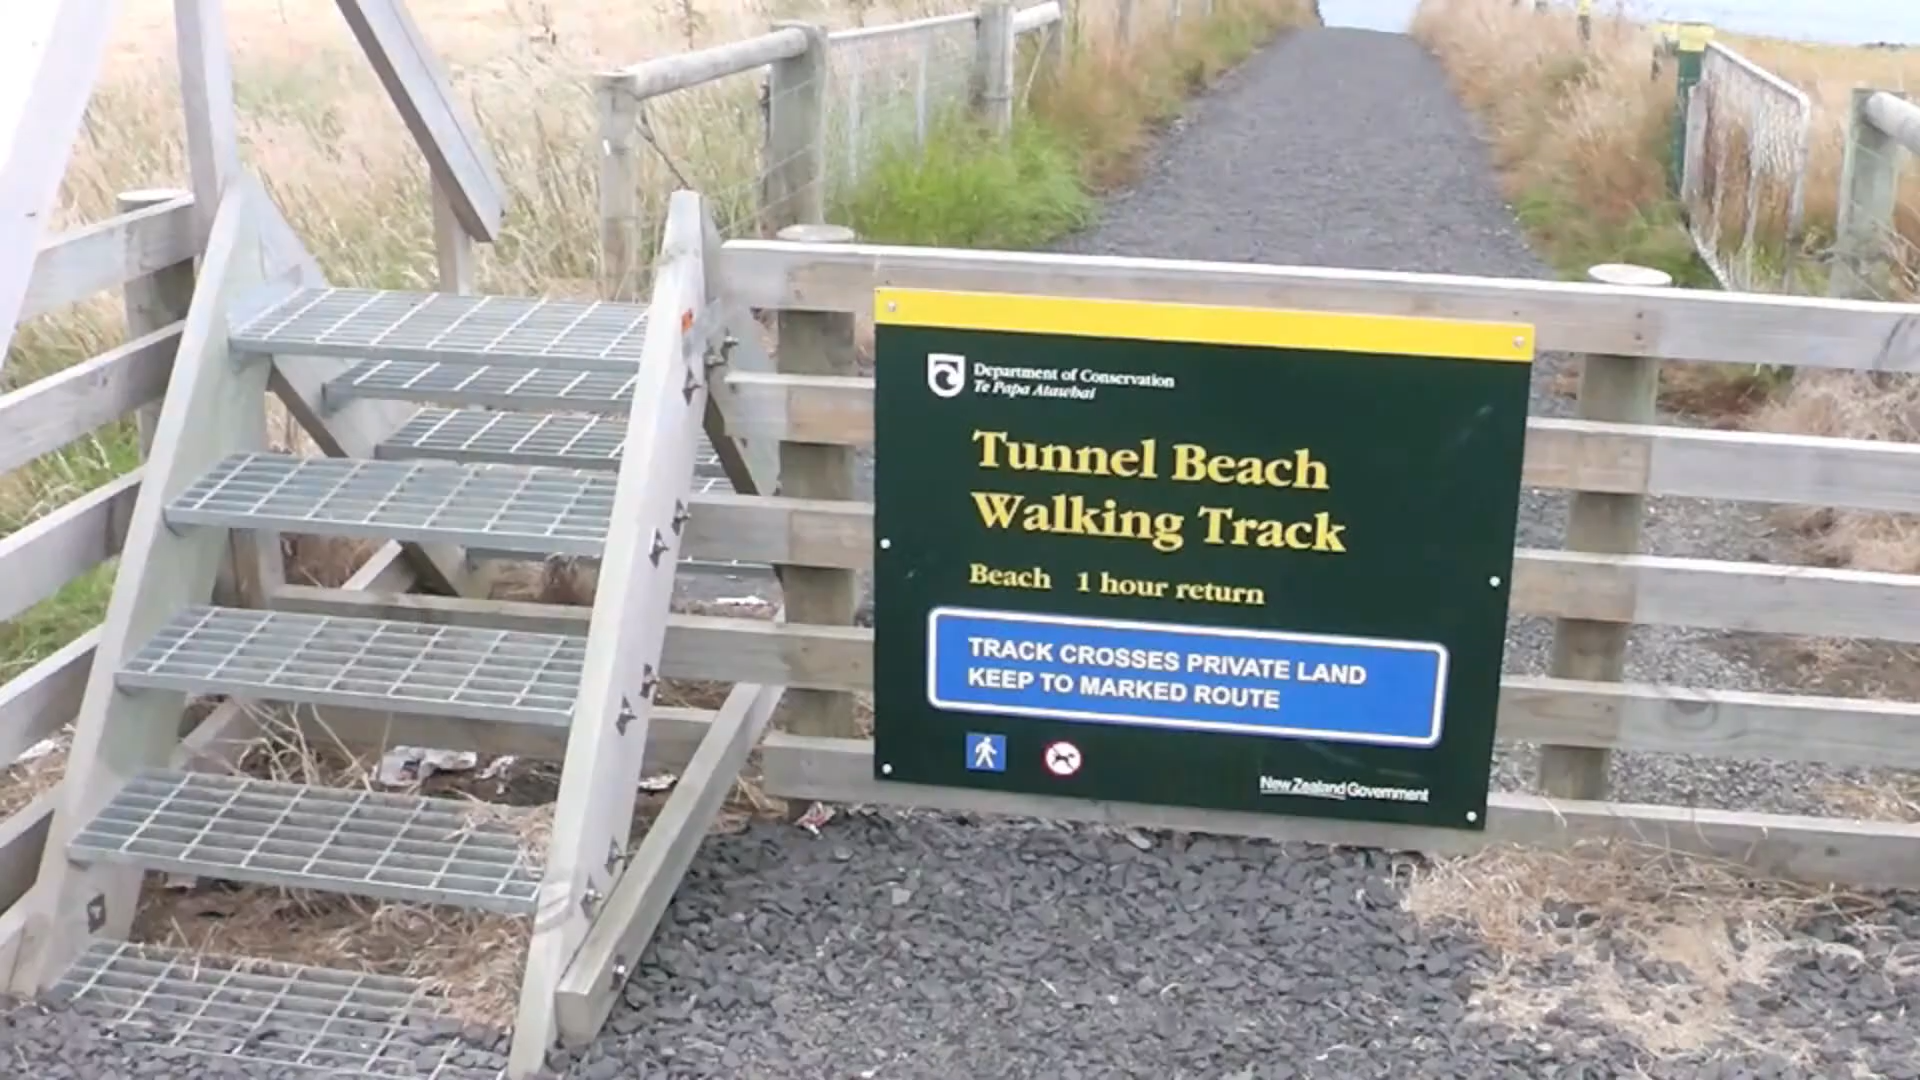 Department of Conservation
Te Papa Atawhai
Tunnel Beach
Walking Track
Beach 1 hour return
TRACK CROSSES PRIVATE LAND
KEEP TO MARKED ROUTE
New Zealand Government